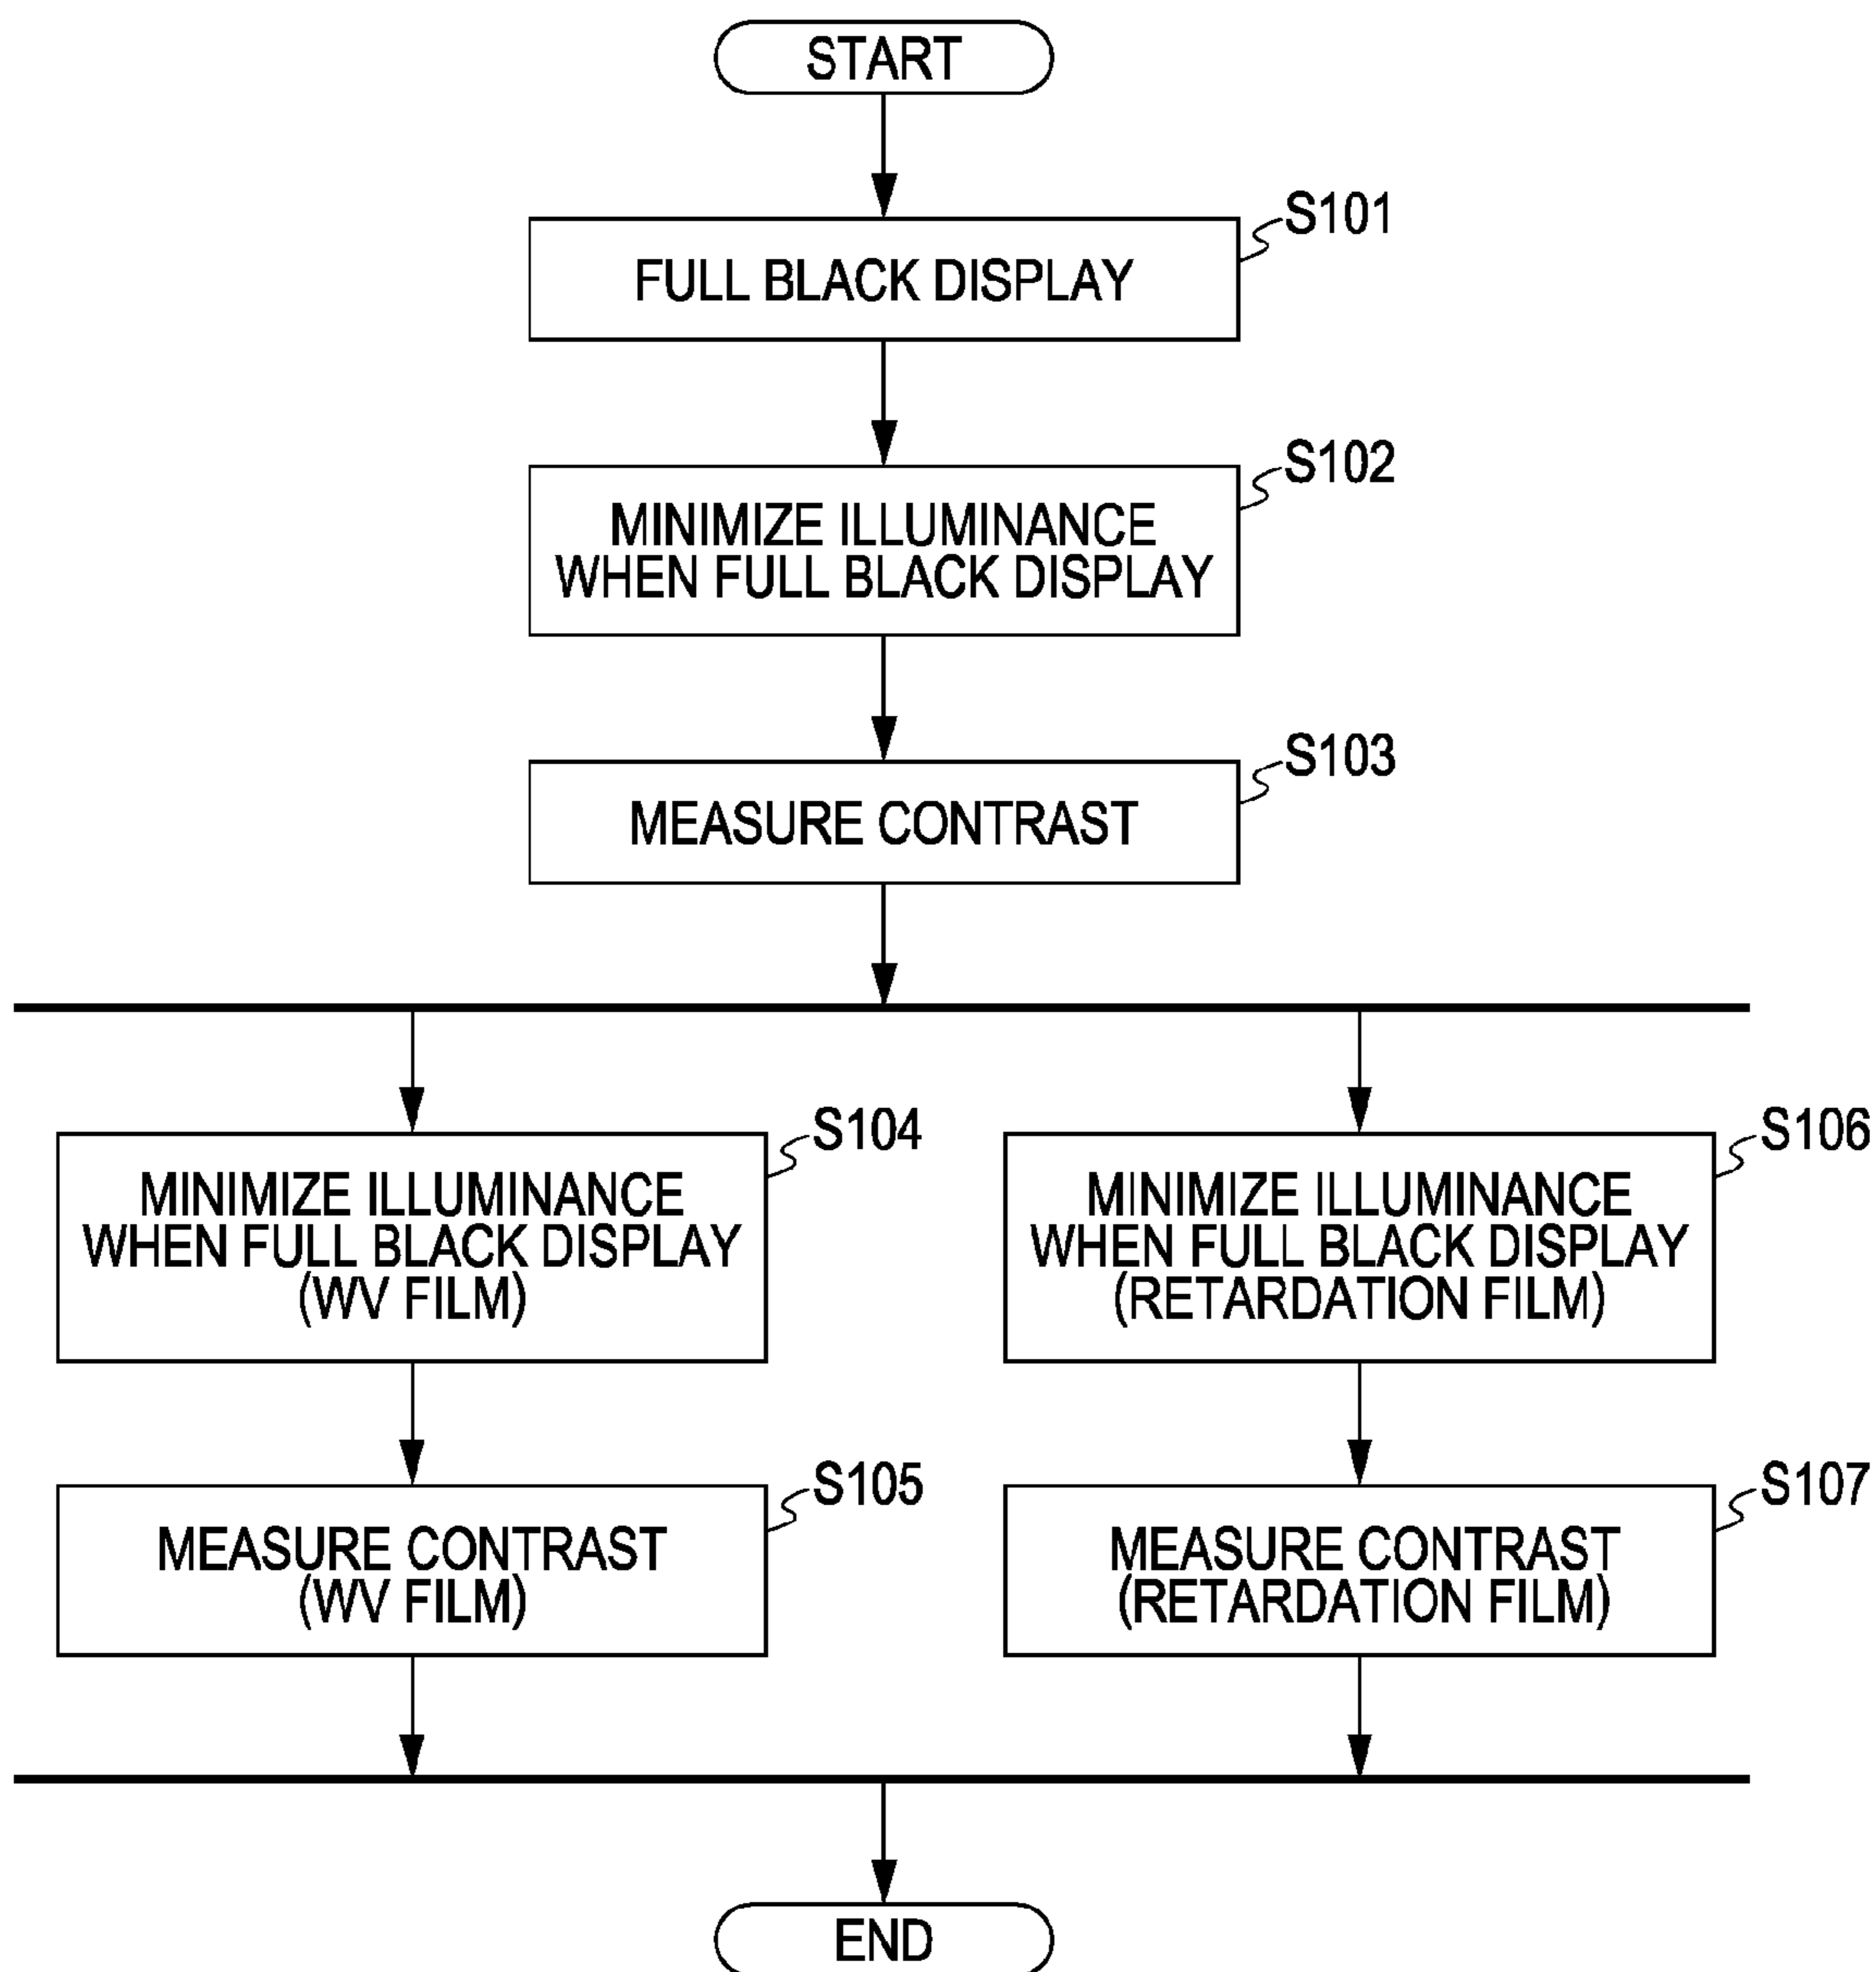 START
S101
FULL BLACK DISPLAY
S102
MINIMIZE ILLUMINANCE
WHEN FULL BLACK DISPLAY
S103
MEASURE CONTRAST
S104
MINIMIZE ILLUMINANCE
WHEN FULL BLACK DISPLAY
(WV FILM)
S106
MINIMIZE ILLUMINANCE
WHEN FULL BLACK DISPLAY
(RETARDATION FILM)
S105
MEASURE CONTRAST
(WV FILM)
S107
MEASURE CONTRAST
(RETARDATION FILM)
END